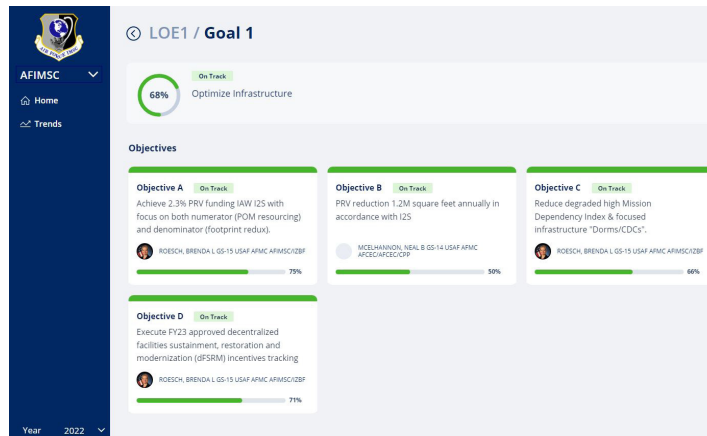 AIR FORCE IMSC
AFIMSC
Home
Trends
Year 2022
LOE1 / Goal 1
68%
On Track
Optimize Infrastructure
Objectives
Objective A On Track
Achieve 2.3% PRV funding IAW I2S with
focus on both numerator (POM resourcing)
and denominator (footprint redux).
ROESCH, BRENDA L GS-15 USAF AFMC AFIMSC/IZBF
75%
Objective B On Track
PRV reduction 1.2M square feet annually in
accordance with I2S
MCELHANNON, NEAL B GS-14 USAF AFMC
AFCEC/AFCEC/CPP
50%
Objective C On Track
Reduce degraded high Mission
Dependency Index & focused
infrastructure "Dorms/CDCs".
ROESCH, BRENDA L GS-15 USAF AFMC AFIMSC/IZBF
66%
Objective D On Track
Execute FY23 approved decentralized
facilities sustainment, restoration and
modernization (dFSRM) incentives tracking
ROESCH, BRENDA L GS-15 USAF AFMC AFIMSC/IZBF
71%